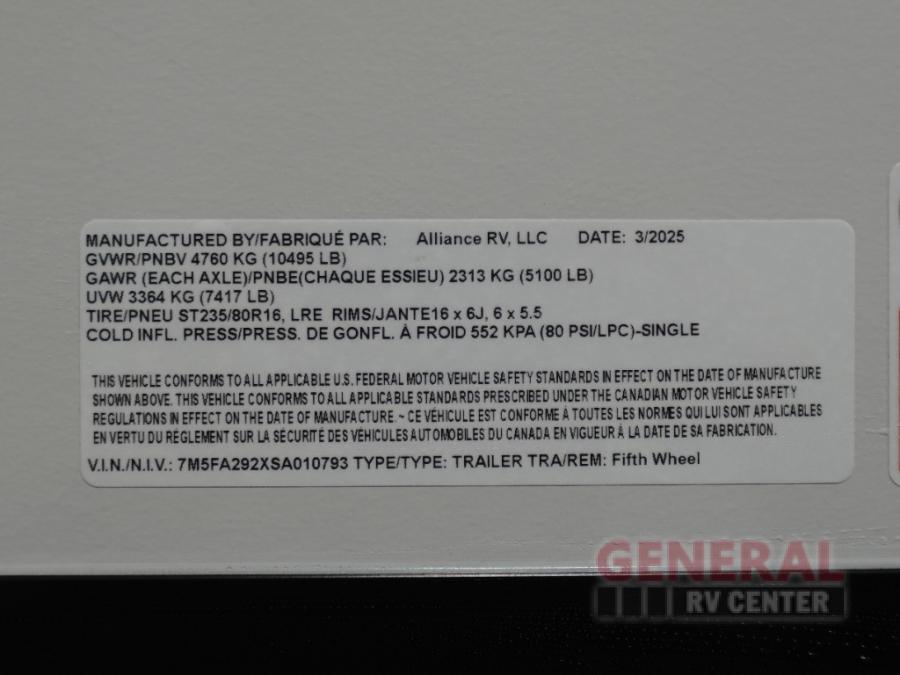 MANUFACTURED BY/FABRIQUÉ PAR: Alliance RV, LLC DATE: 3/2025
GVWR/PNBV 4760 KG (10495 LB)
GAWR (EACH AXLE)/PNBE(CHAQUE ESSIEU) 2313 KG (5100 LB)
UVW 3364 KG (7417 LB)
TIRE/PNEU ST235/80R16, LRE RIMS/JANTE16 x 6J, 6 x 5.5
COLD INFL. PRESS/PRESS. DE GONFL. À FROID 552 KPA (80 PSI/LPC)-SINGLE
THIS VEHICLE CONFORMS TO ALL APPLICABLE U.S. FEDERAL MOTOR VEHICLE SAFETY STANDARDS IN EFFECT ON THE DATE OF MANUFACTURE
SHOWN ABOVE. THIS VEHICLE CONFORMS TO ALL APPLICABLE STANDARDS PRESCRIBED UNDER THE CANADIAN MOTOR VEHICLE SAFETY
REGULATIONS IN EFFECT ON THE DATE OF MANUFACTURE. ~ CE VÉHICULE EST CONFORME À TOUTES LES NORMES QUI LUI SONT APPLICABLES
EN VERTU DU RÉGLEMENT SUR LA SÉCURITÉ DES VÉHICULES AUTOMOBILES DU CANADA EN VIGUEUR À LA DATE DE SA FABRICATION.
V.I.N./N.I.V.: 7M5FA292XSA010793 TYPE/TYPE: TRAILER TRA/REM: Fifth Wheel
GENERAL
RV CENTER